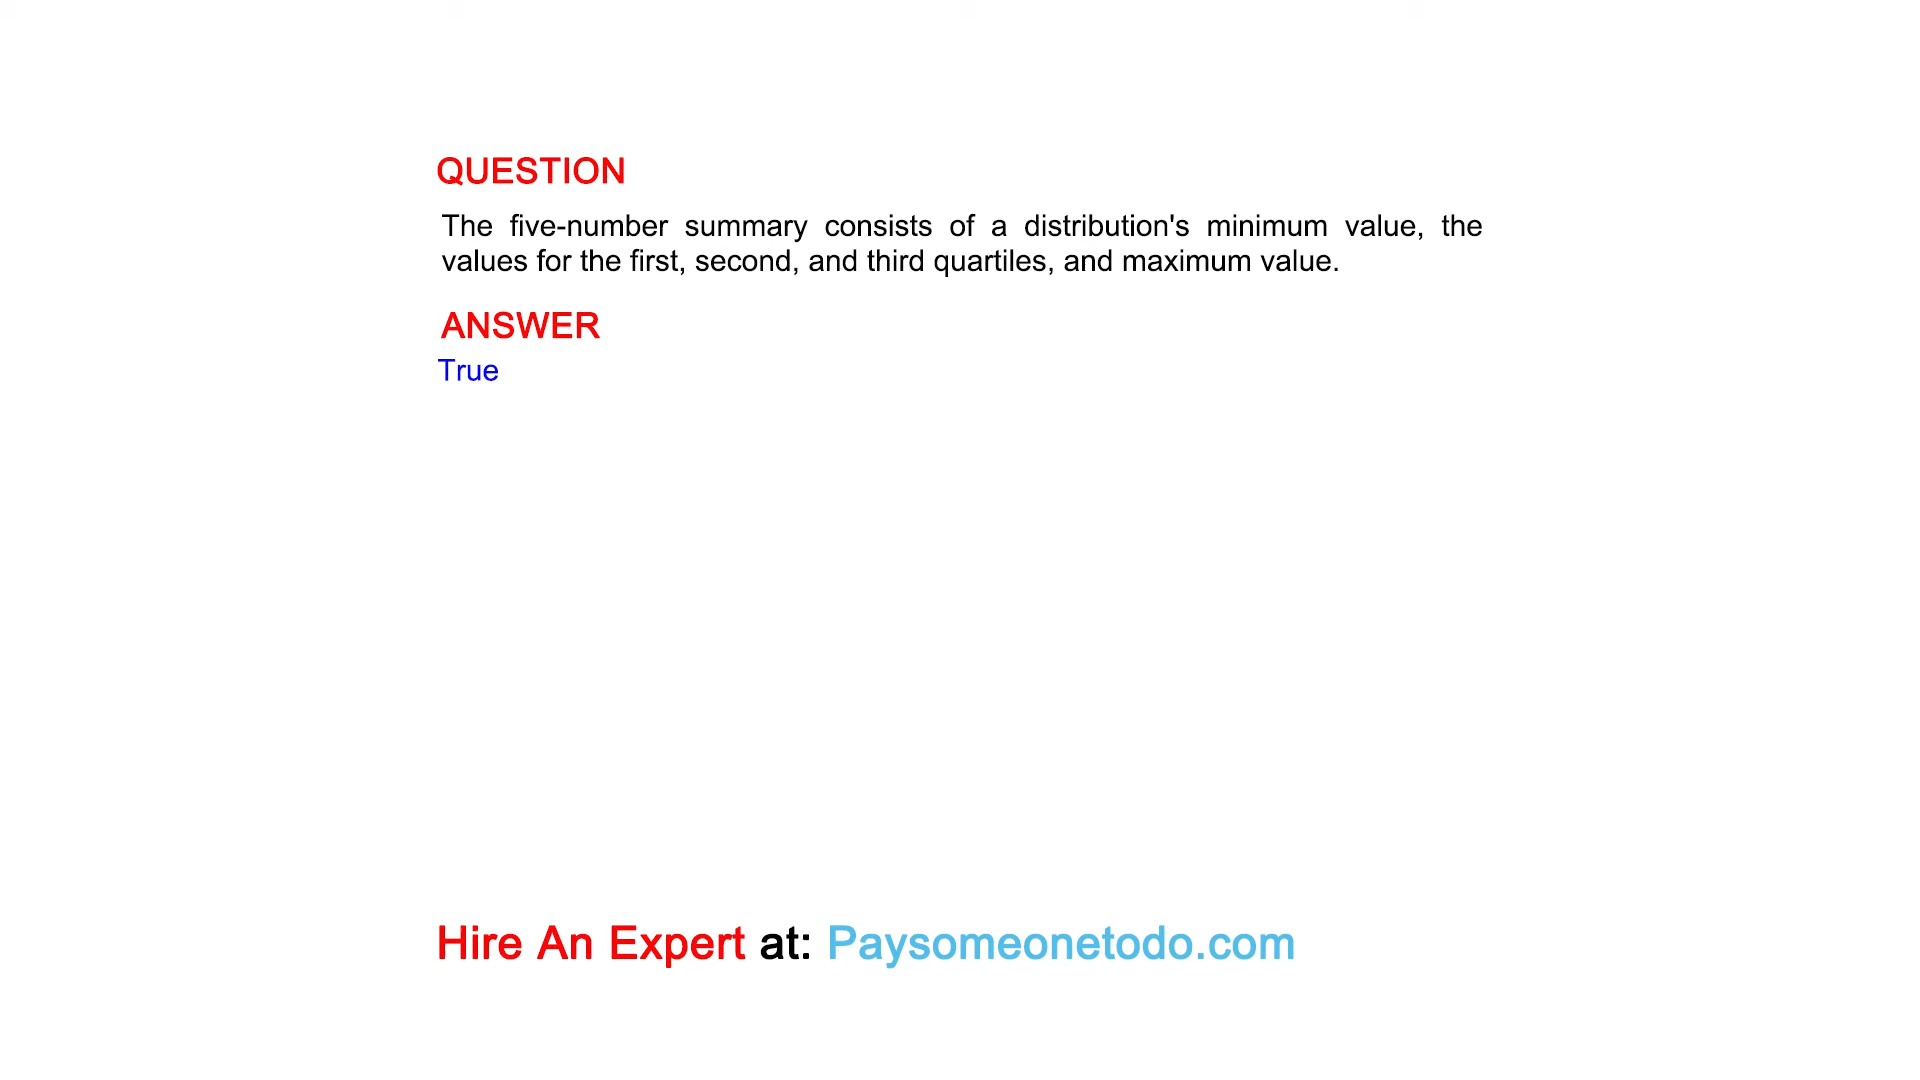 QUESTION
The five-number summary consists of a distribution's minimum value, the
values for the first, second, and third quartiles, and maximum value.
ANSWER
True
Hire An Expert at: Paysomeonetodo.com